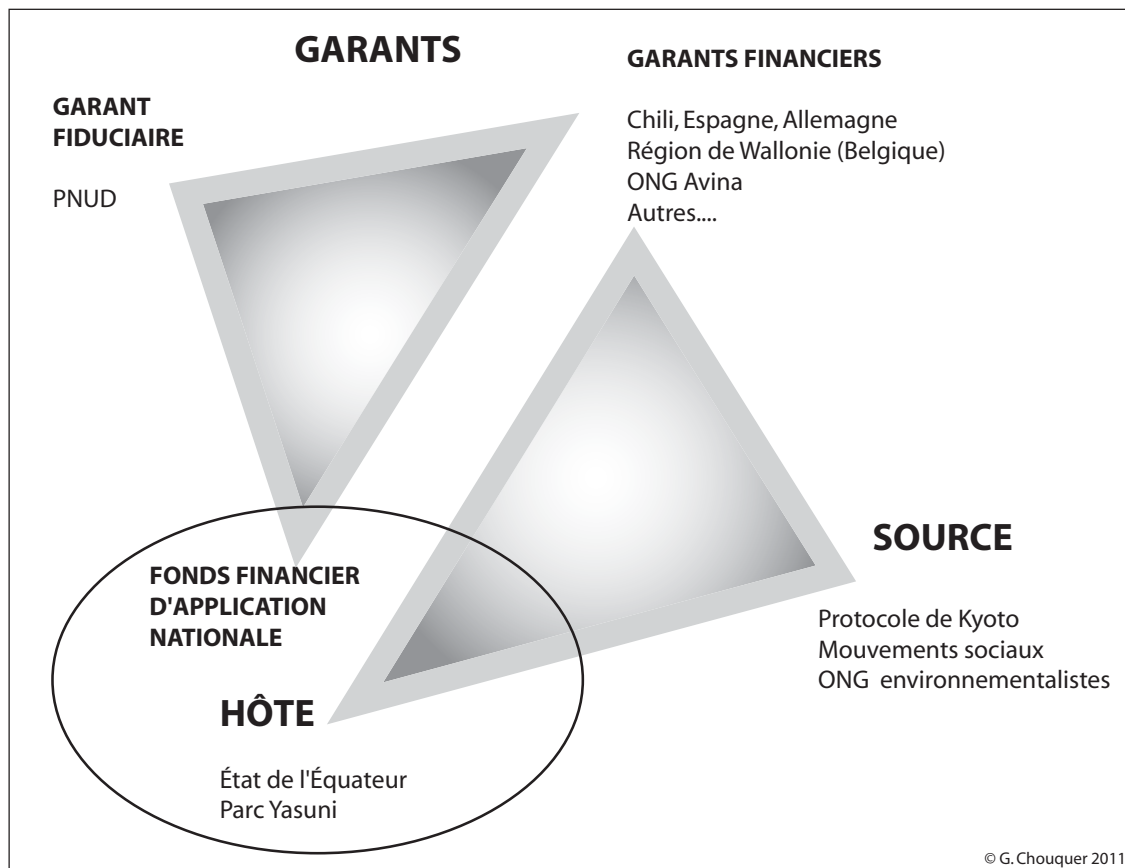 GARANTS
GARANT
FIDUCIAIRE
PNUD
GARANTS FINANCIERS
Chili, Espagne, Allemagne
Région de Wallonie (Belgique)
ONG Avina
Autres....
SOURCE
Protocole de Kyoto
Mouvements sociaux
ONG environnementalistes
FONDS FINANCIER
D'APPLICATION
NATIONALE
HÔTE
État de l'Équateur
Parc Yasuni
© G. Chouquer 2011